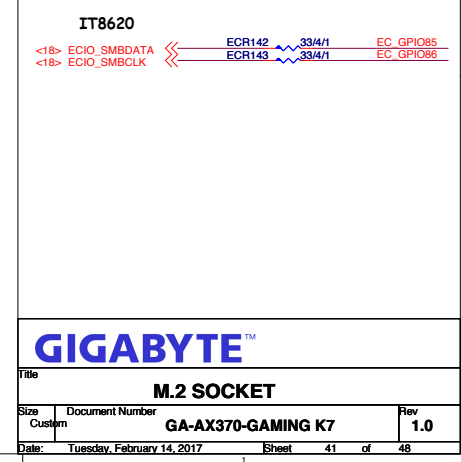 IT8620
<18> ECIO_SMBDATA ECR142 33/4/1 EC_GPIO85
<18> ECIO_SMBCLK ECR143 33/4/1 EC_GPIO86
GIGABYTE™
Title
M.2 SOCKET
Size Document Number Rev
Custom GA-AX370-GAMING K7 1.0
Date: Tuesday, February 14, 2017 Sheet 41 of 48
1